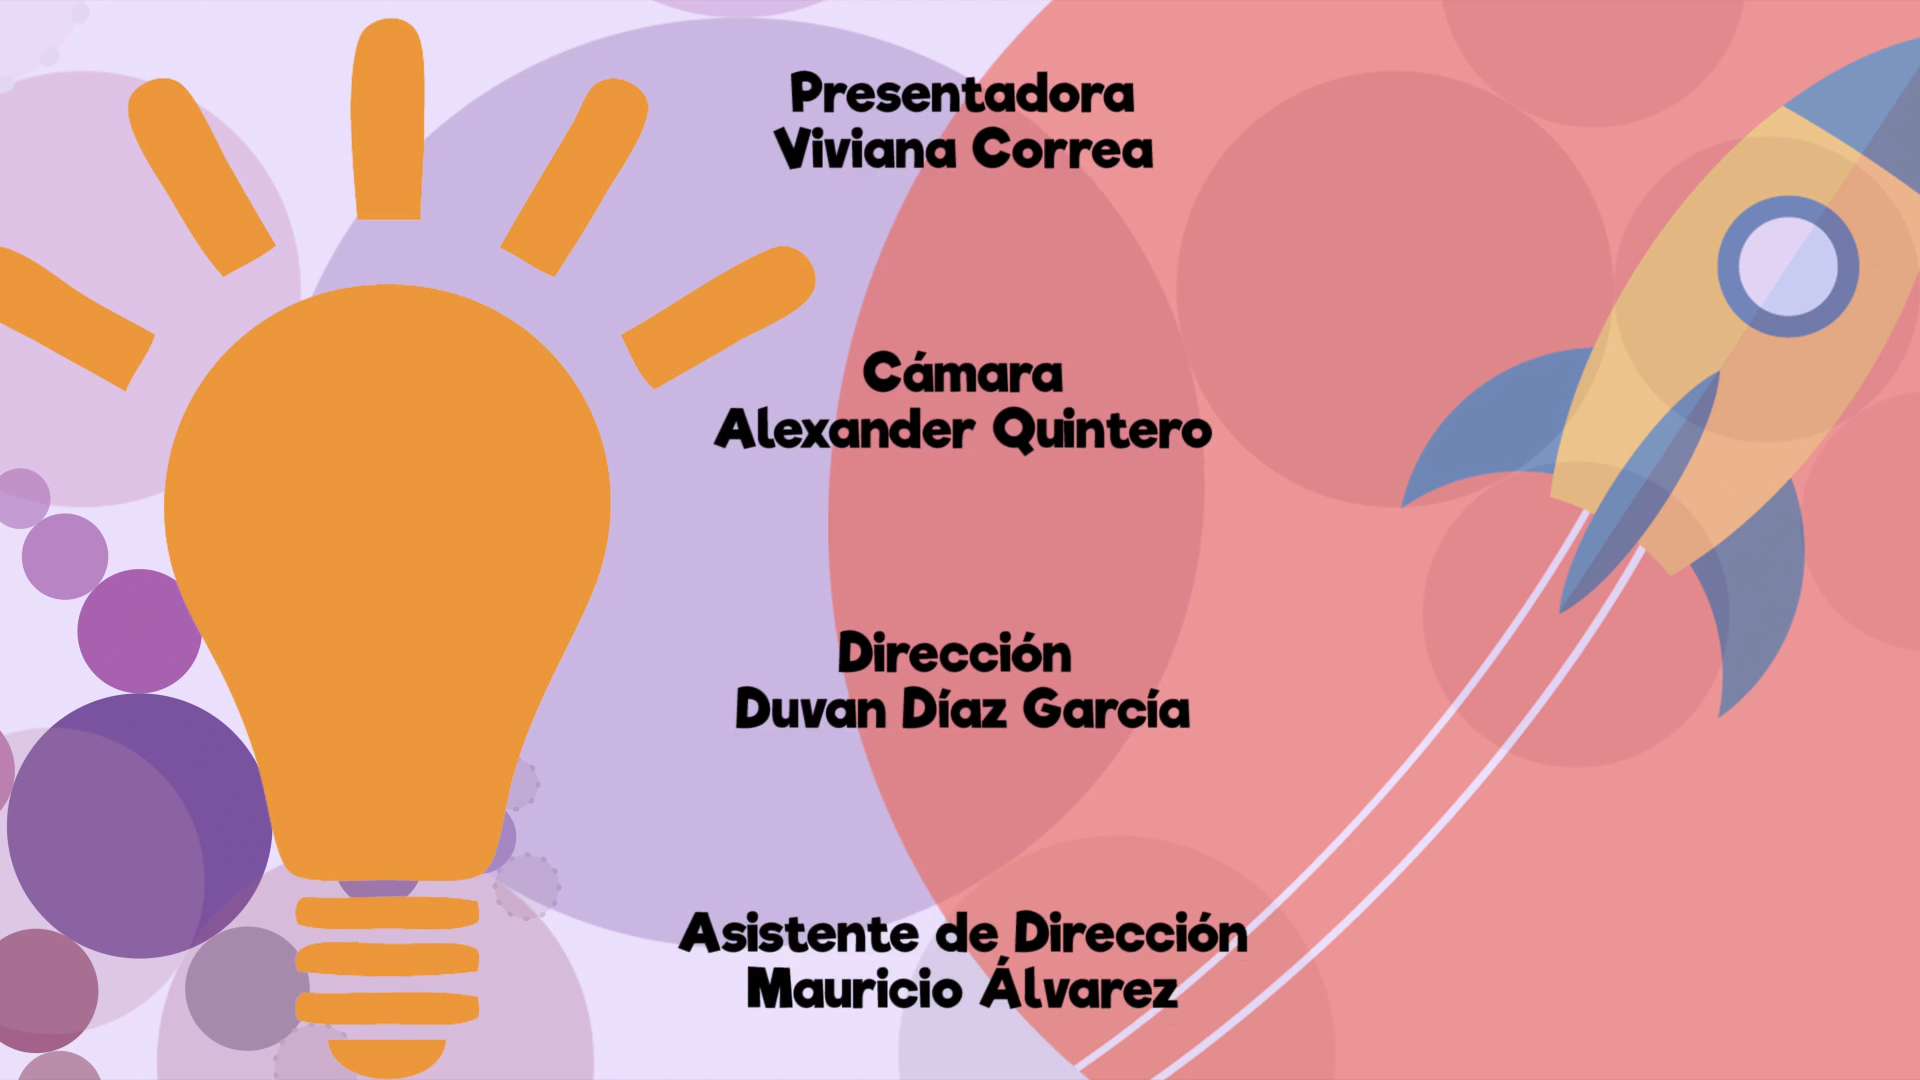 Presentadora
Viviana Correa
Cámara
Alexander Quintero
Dirección
Duvan Díaz García
Asistente de Dirección
Mauricio Álvarez